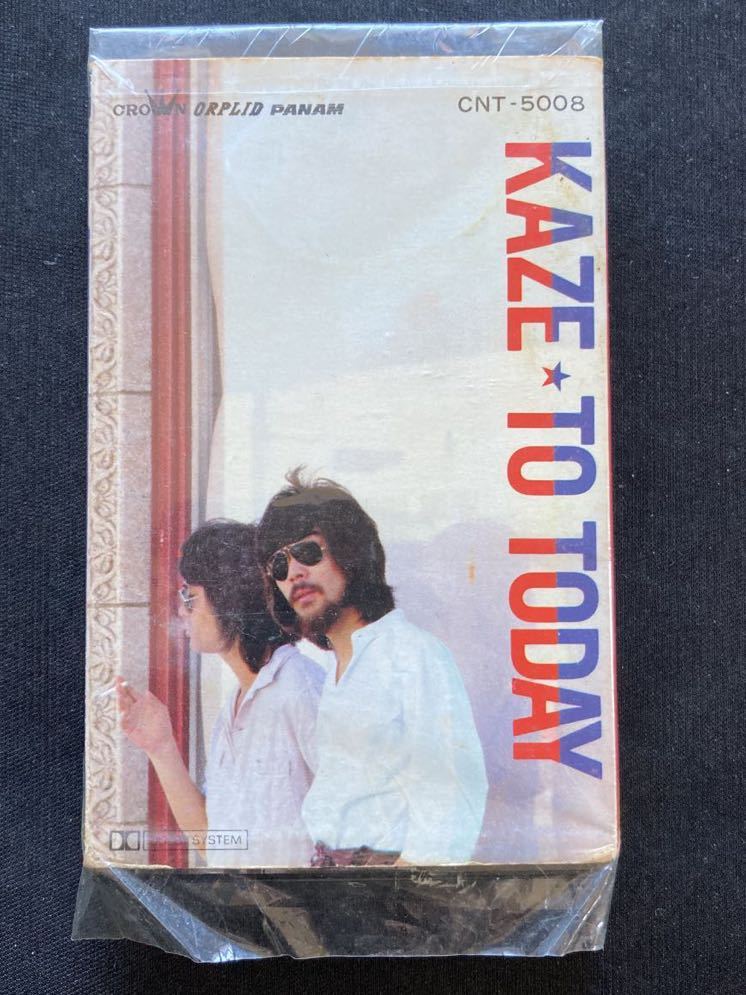 CROWN ORPLID PANAM
CNT-5008
KAZE★TO TODAY
SYSTEM